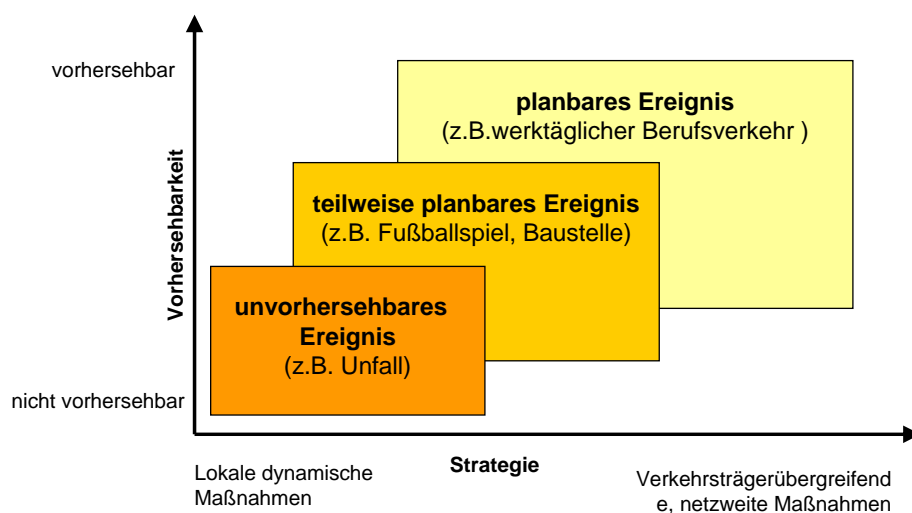 vorhersehbar
planbares Ereignis
(z.B.werktäglicher Berufsverkehr )
Vorhersehbarkeit
teilweise planbares Ereignis
(z.B. Fußballspiel, Baustelle)
unvorhersehbares
Ereignis
(z.B. Unfall)
nicht vorhersehbar
Lokale dynamische
Maßnahmen
Strategie
Verkehrsträgerübergreifend
e, netzweite Maßnahmen